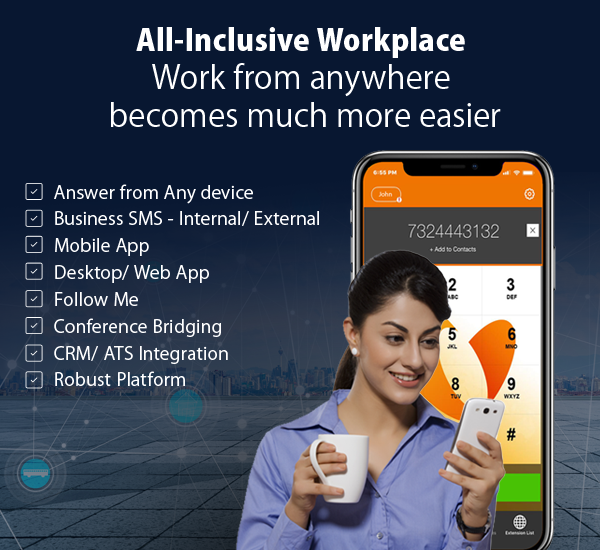 All-Inclusive Workplace
Work from anywhere
becomes much more easier
Answer from Any device
Business SMS - Internal/ External
Mobile App
Desktop/ Web App
Follow Me
Conference Bridging
CRM/ ATS Integration
Robust Platform
6:55 PM
John
7324443132
+ Add to Contacts
2
3
ABC
DEF
5
6
JKL
MNO
8
9
TUV
WXYZ
#
Extension List